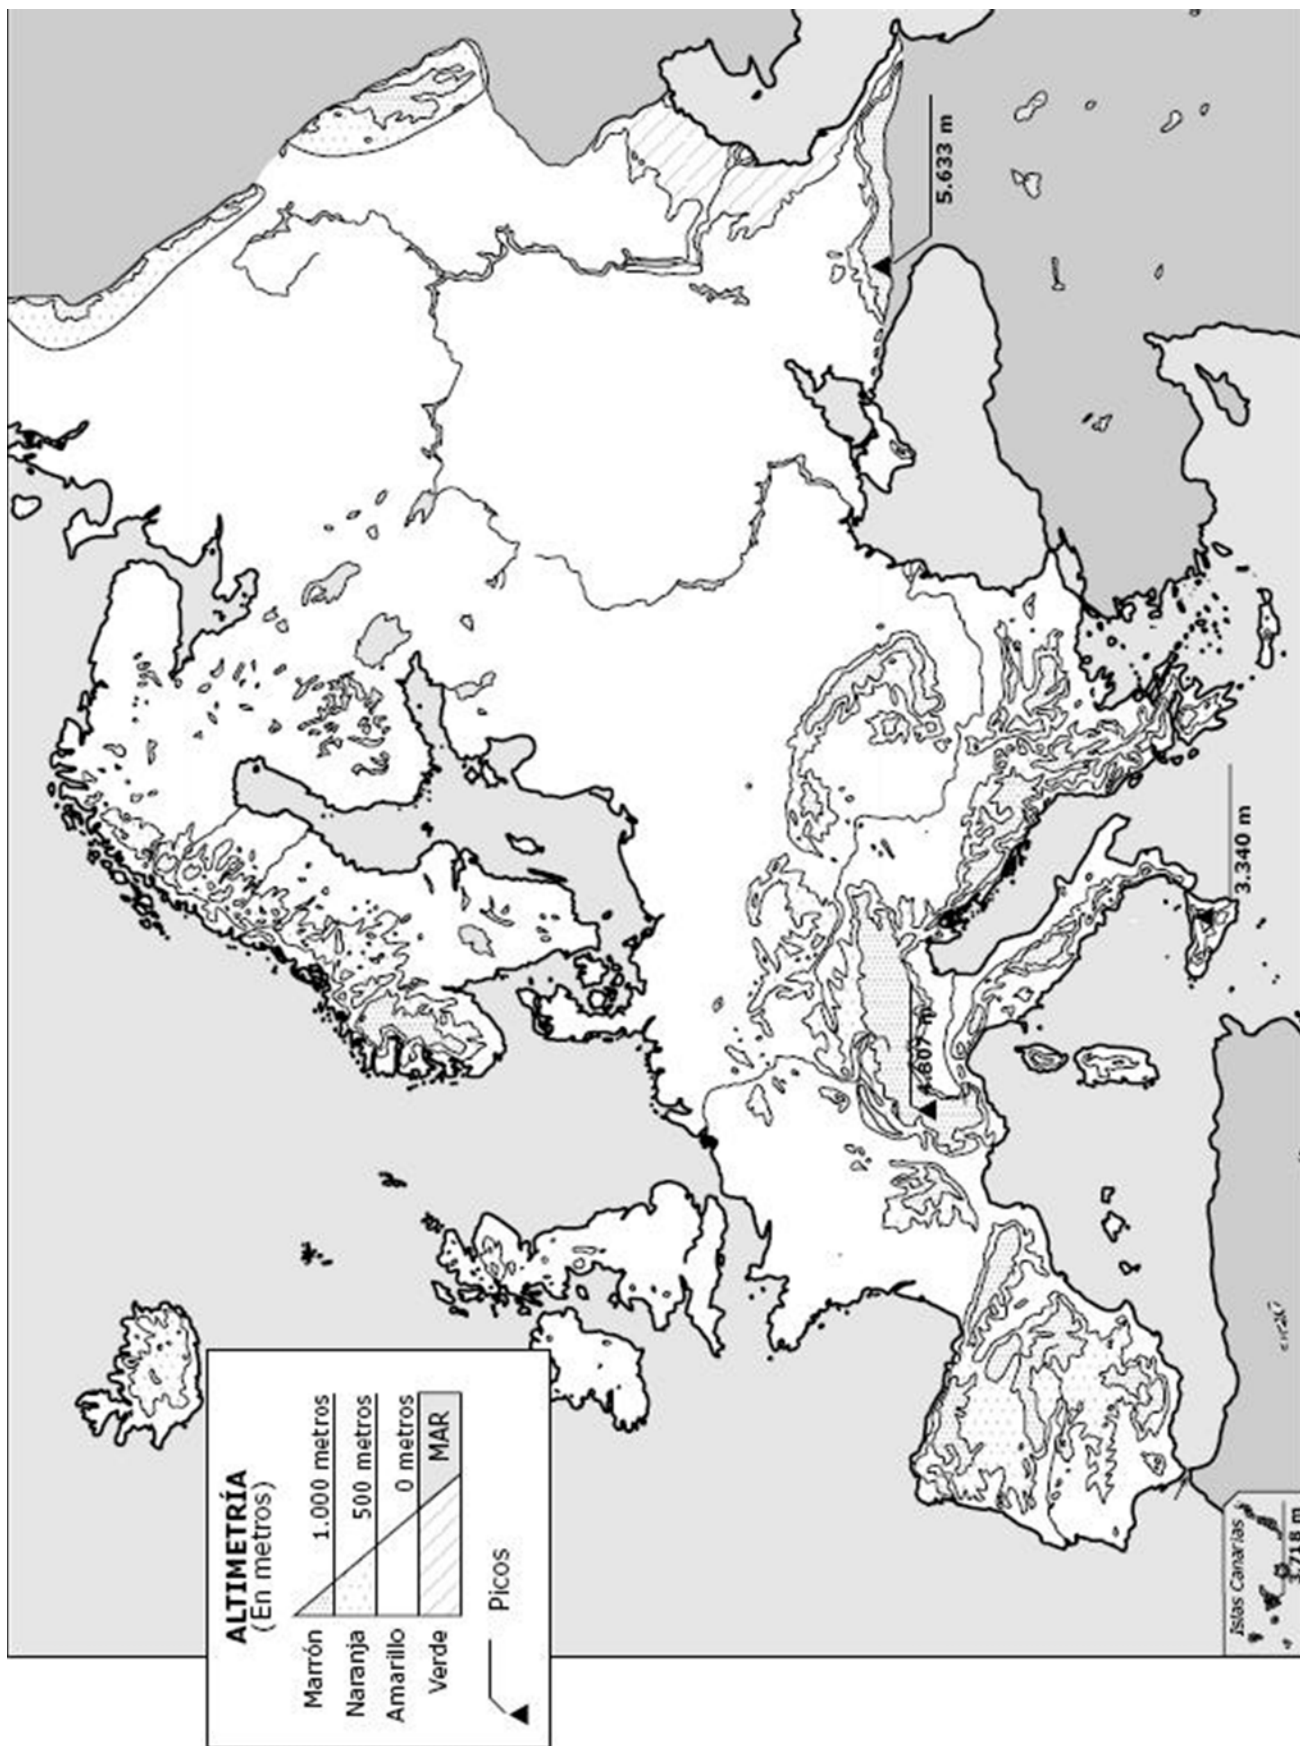 ALTIMETRÍA
(En metros)
Marrón
1.000 metros
Naranja
500 metros
Amarillo
0 metros
Verde
MAR
Picos
5.633 m
4.807 m
3.340 m
Islas Canarias
3.718 m